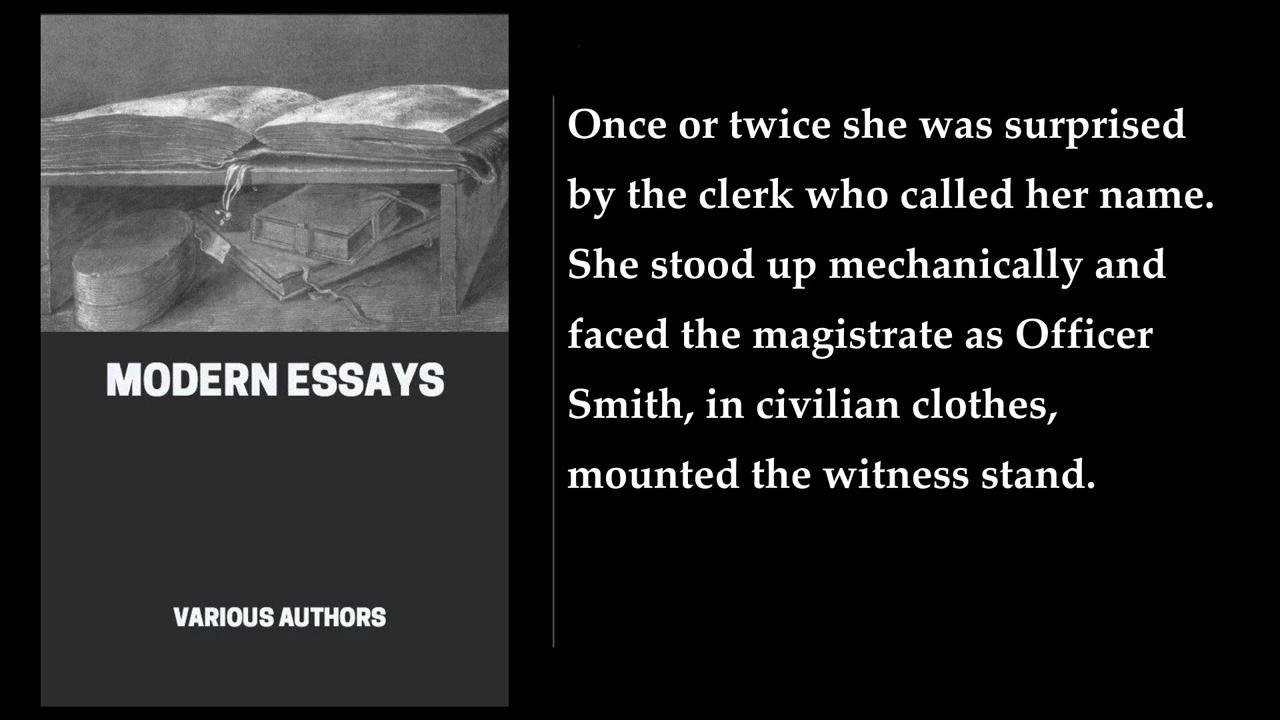 MODERN ESSAYS
VARIOUS AUTHORS
Once or twice she was surprised
by the clerk who called her name.
She stood up mechanically and
faced the magistrate as Officer
Smith, in civilian clothes,
mounted the witness stand.